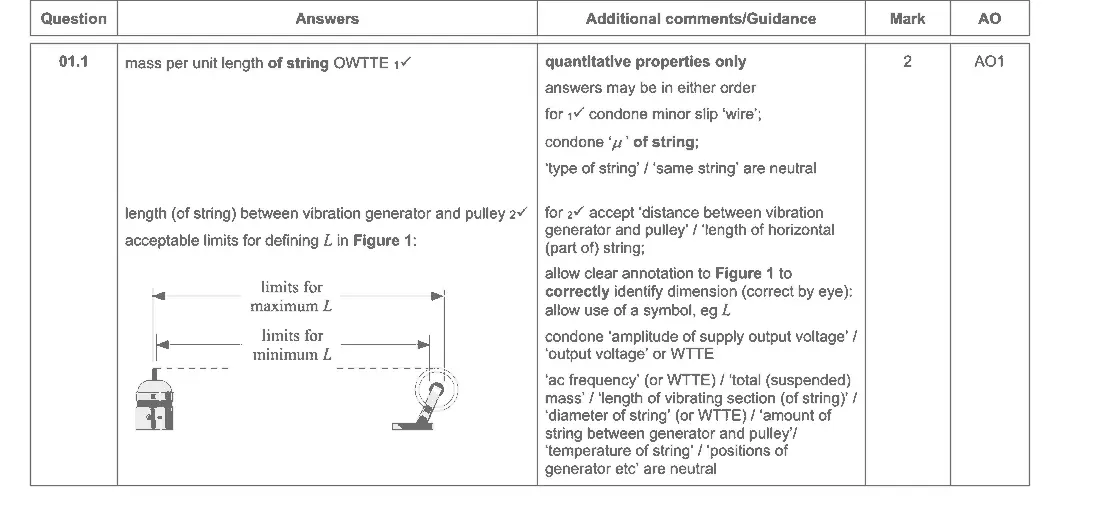 Question Answers Additional comments/Guidance Mark AO
01.1 mass per unit length of string OWTTE 1✓ quantitative properties only 2 AO1
answers may be in either order
for 1✓ condone minor slip ‘wire’;
condone ‘μ’ of string;
‘type of string’ / ‘same string’ are neutral
length (of string) between vibration generator and pulley 2✓
acceptable limits for defining L in Figure 1:
limits for
maximum L
limits for
minimum L
for 2✓ accept ‘distance between vibration
generator and pulley’ / ‘length of horizontal
(part of) string;
allow clear annotation to Figure 1 to
correctly identify dimension (correct by eye):
allow use of a symbol, eg L
condone ‘amplitude of supply output voltage’ /
‘output voltage’ or WTTE
‘ac frequency’ (or WTTE) / ‘total (suspended)
mass’ / ‘length of vibrating section (of string)’ /
‘diameter of string’ (or WTTE) / ‘amount of
string between generator and pulley’/
‘temperature of string’ / ‘positions of
generator etc’ are neutral